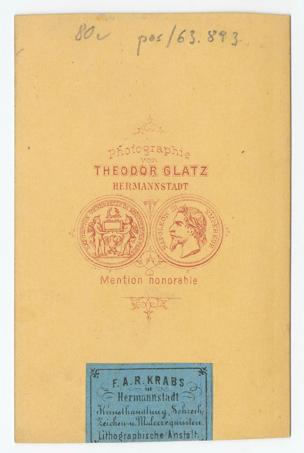 80v pos/63.893
Photographie
von
THEODOR GLATZ
HERMANNSTADT
Mention honorable
F. A. R. KRABS
in
Hermannstadt
Kunsthandlung, Schreib,
Zeichen u. Malerrequisiten.
Lithographische Anstalt.